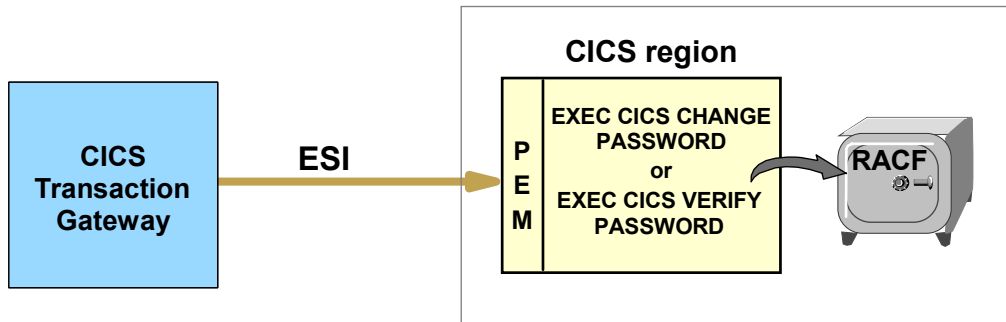 CICS region
CICS
Transaction
Gateway
ESI
P
E
M
EXEC CICS CHANGE
PASSWORD
or
EXEC CICS VERIFY
PASSWORD
RACF